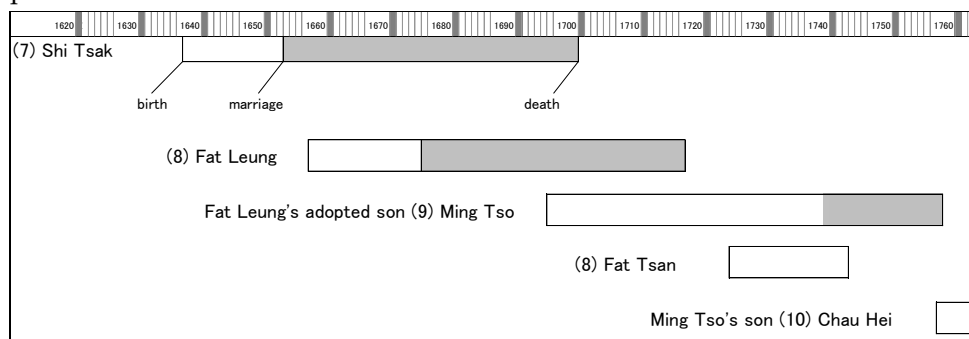 1620 1630 1640 1650 1660 1670 1680 1690 1700 1710 1720 1730 1740 1750 1760
(7) Shi Tsak
birth marriage death
(8) Fat Leung
Fat Leung's adopted son (9) Ming Tso
(8) Fat Tsan
Ming Tso's son (10) Chau Hei